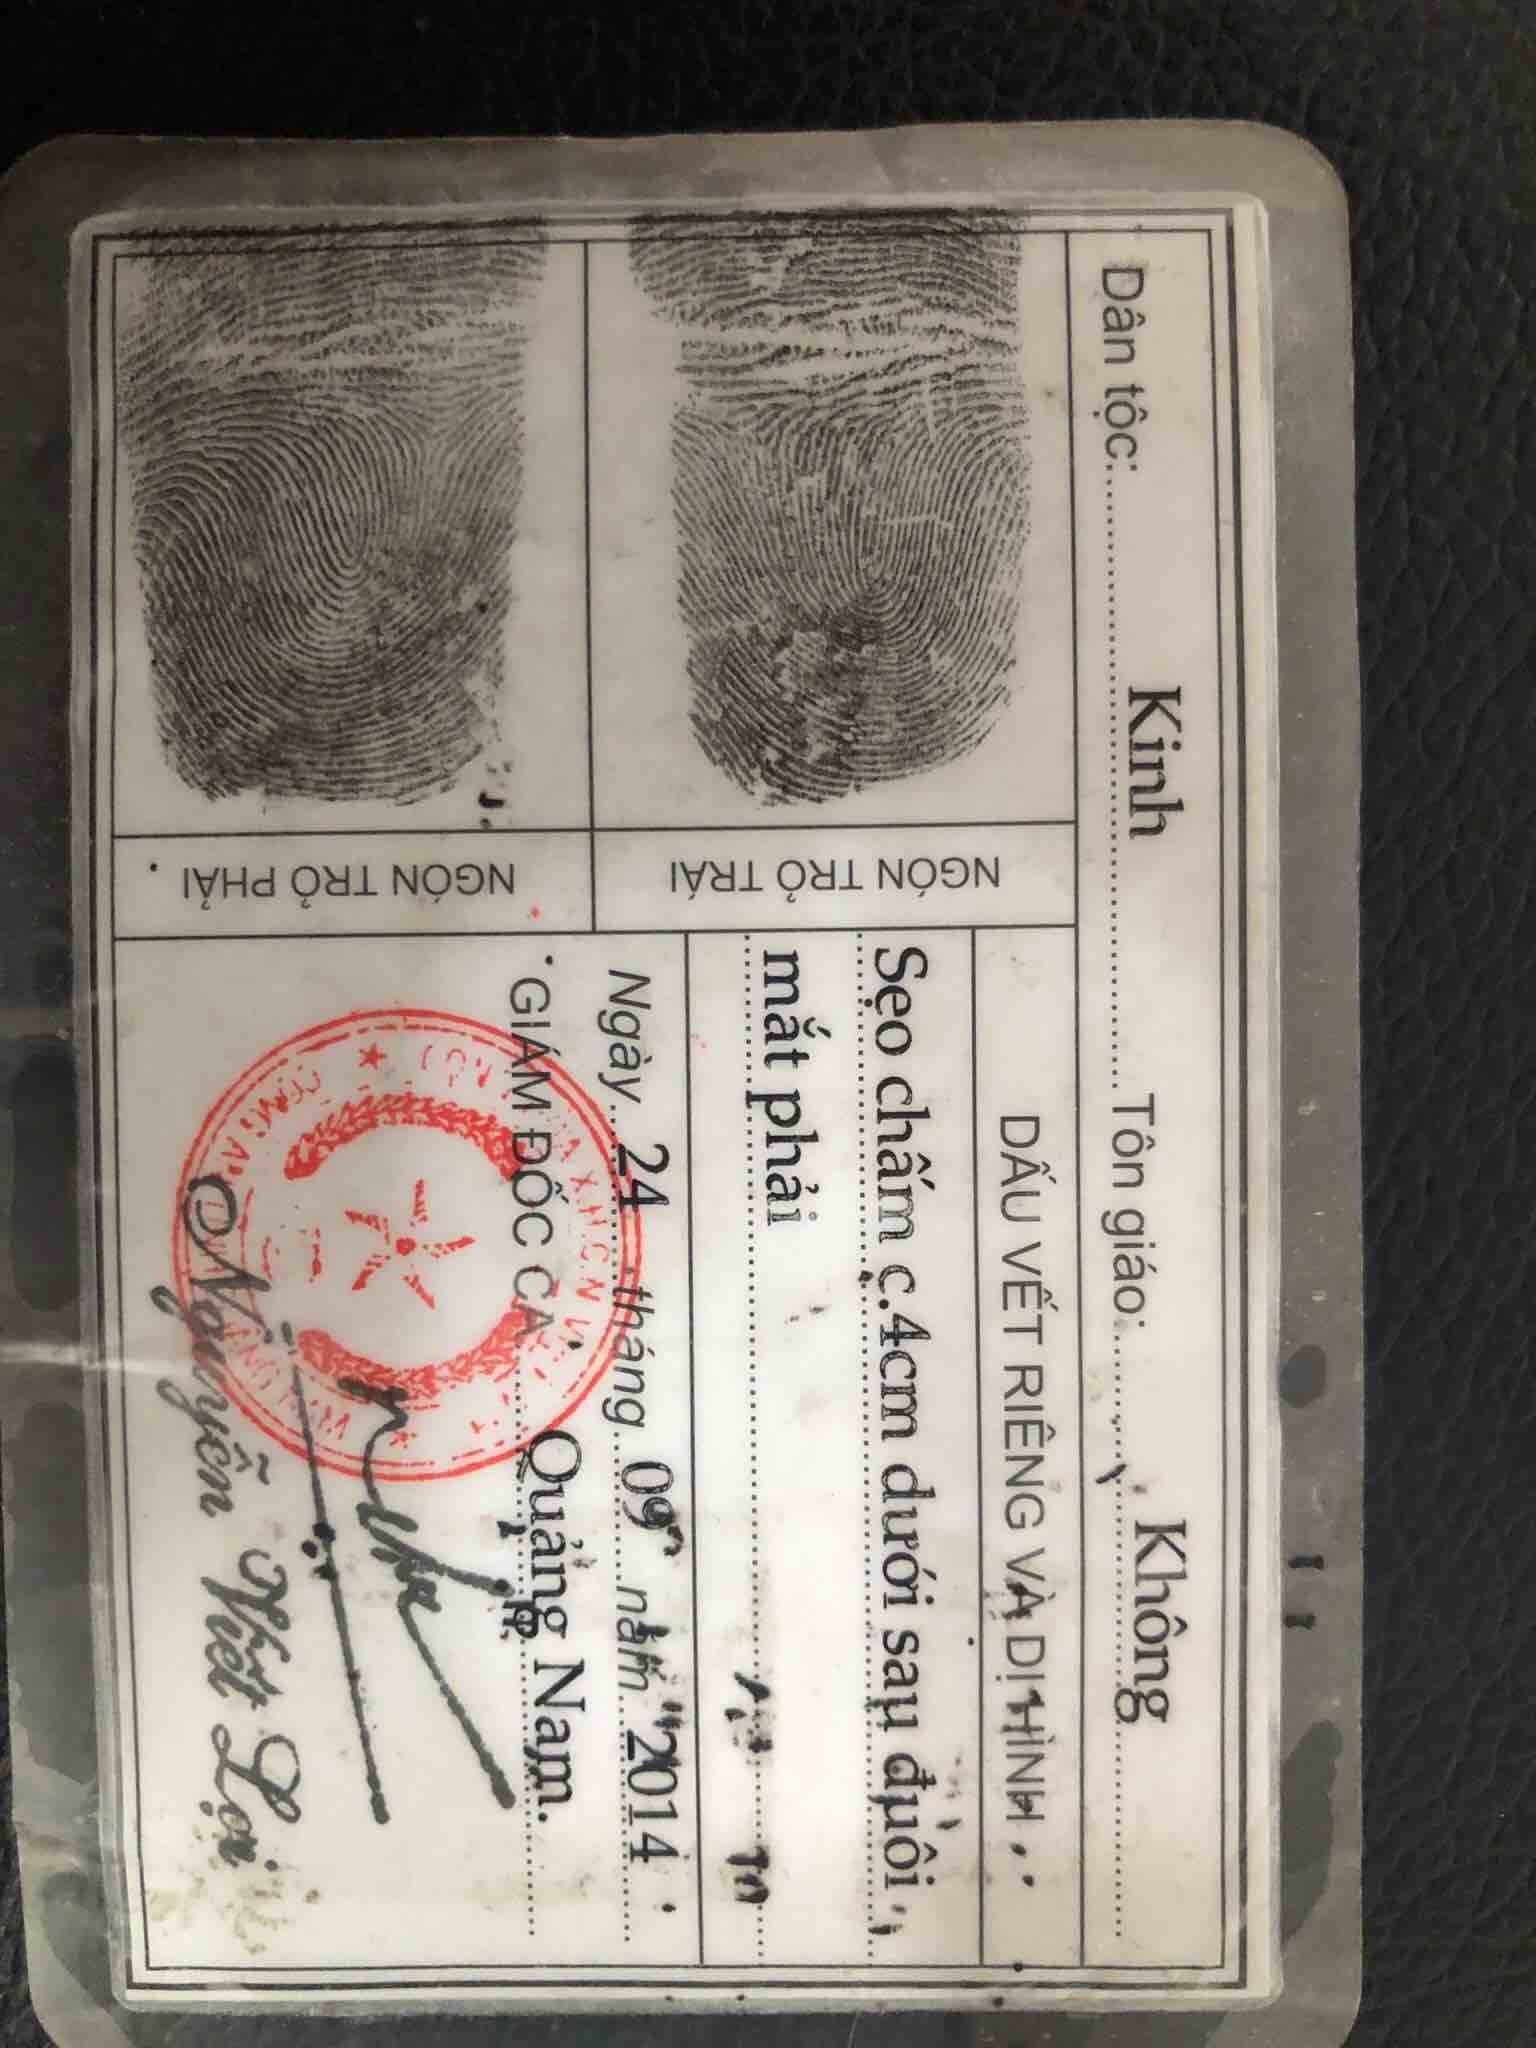 Dân tộc: Kinh Tôn giáo: Không
NGÓN TRỎ TRÁI
NGÓN TRỎ PHẢI
DẤU VẾT RIÊNG VÀ DỊ HÌNH
Sẹo chấm c.4cm dưới sau đuôi
mắt phải
Ngày 24 tháng 09 năm 2014
GIÁM ĐỐC CA Quảng Nam.
Nguyễn Viết Lợi